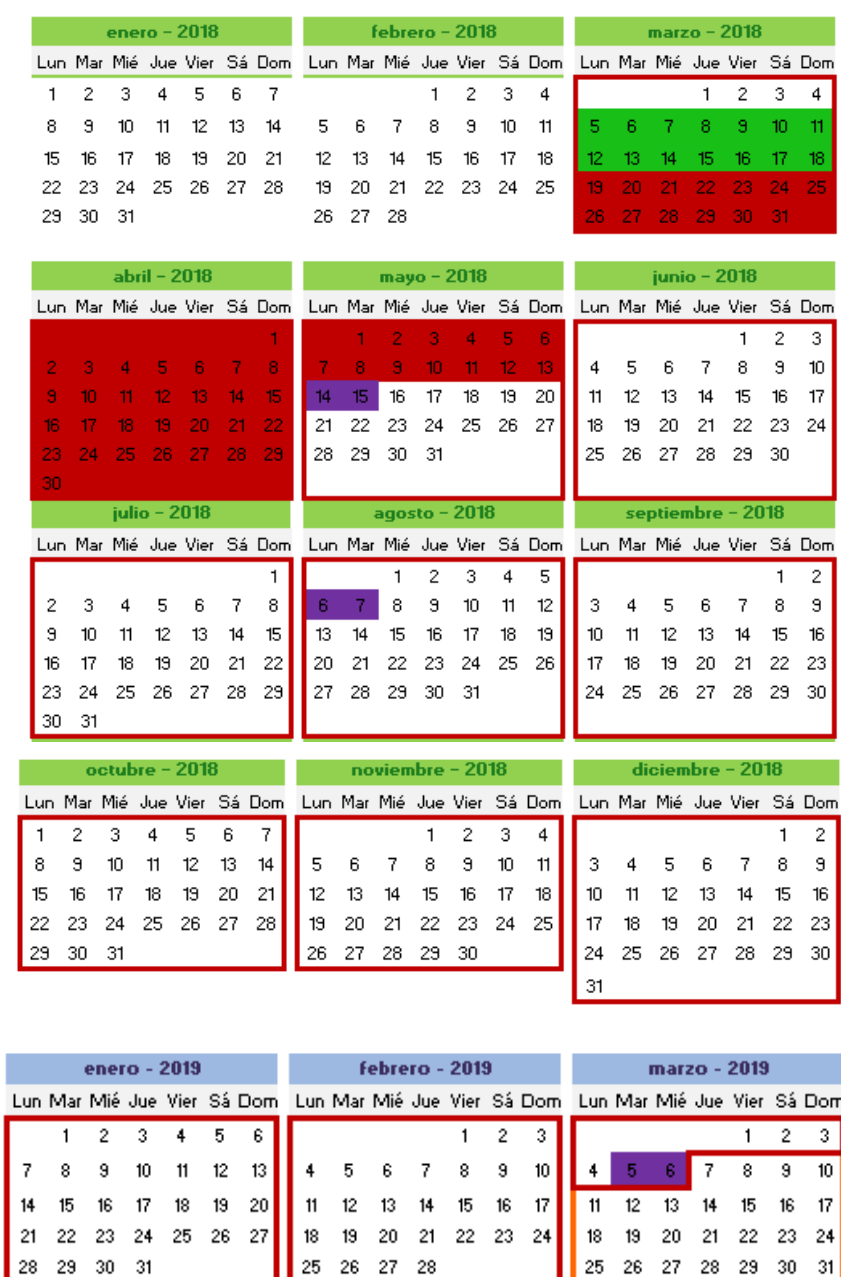 enero - 2018
Lun Mar Mié Jue Vier Sá Dom
1 2 3 4 5 6 7
8 9 10 11 12 13 14
15 16 17 18 19 20 21
22 23 24 25 26 27 28
29 30 31
febrero - 2018
Lun Mar Mié Jue Vier Sá Dom
1 2 3 4
5 6 7 8 9 10 11
12 13 14 15 16 17 18
19 20 21 22 23 24 25
26 27 28
marzo - 2018
Lun Mar Mié Jue Vier Sá Dom
1 2 3 4
5 6 7 8 9 10 11
12 13 14 15 16 17 18
19 20 21 22 23 24 25
26 27 28 29 30 31
abril - 2018
Lun Mar Mié Jue Vier Sá Dom
1
2 3 4 5 6 7 8
9 10 11 12 13 14 15
16 17 18 19 20 21 22
23 24 25 26 27 28 29
30
mayo - 2018
Lun Mar Mié Jue Vier Sá Dom
1 2 3 4 5 6
7 8 9 10 11 12 13
14 15 16 17 18 19 20
21 22 23 24 25 26 27
28 29 30 31
junio - 2018
Lun Mar Mié Jue Vier Sá Dom
1 2 3
4 5 6 7 8 9 10
11 12 13 14 15 16 17
18 19 20 21 22 23 24
25 26 27 28 29 30
julio - 2018
Lun Mar Mié Jue Vier Sá Dom
1
2 3 4 5 6 7 8
9 10 11 12 13 14 15
16 17 18 19 20 21 22
23 24 25 26 27 28 29
30 31
agosto - 2018
Lun Mar Mié Jue Vier Sá Dom
1 2 3 4 5
6 7 8 9 10 11 12
13 14 15 16 17 18 19
20 21 22 23 24 25 26
27 28 29 30 31
septiembre - 2018
Lun Mar Mié Jue Vier Sá Dom
1 2
3 4 5 6 7 8 9
10 11 12 13 14 15 16
17 18 19 20 21 22 23
24 25 26 27 28 29 30
octubre - 2018
Lun Mar Mié Jue Vier Sá Dom
1 2 3 4 5 6 7
8 9 10 11 12 13 14
15 16 17 18 19 20 21
22 23 24 25 26 27 28
29 30 31
noviembre - 2018
Lun Mar Mié Jue Vier Sá Dom
1 2 3 4
5 6 7 8 9 10 11
12 13 14 15 16 17 18
19 20 21 22 23 24 25
26 27 28 29 30
diciembre - 2018
Lun Mar Mié Jue Vier Sá Dom
1 2
3 4 5 6 7 8 9
10 11 12 13 14 15 16
17 18 19 20 21 22 23
24 25 26 27 28 29 30
31
enero - 2019
Lun Mar Mié Jue Vier Sá Dom
1 2 3 4 5 6
7 8 9 10 11 12 13
14 15 16 17 18 19 20
21 22 23 24 25 26 27
28 29 30 31
febrero - 2019
Lun Mar Mié Jue Vier Sá Dom
1 2 3
4 5 6 7 8 9 10
11 12 13 14 15 16 17
18 19 20 21 22 23 24
25 26 27 28
marzo - 2019
Lun Mar Mié Jue Vier Sá Dom
1 2 3
4 5 6 7 8 9 10
11 12 13 14 15 16 17
18 19 20 21 22 23 24
25 26 27 28 29 30 31